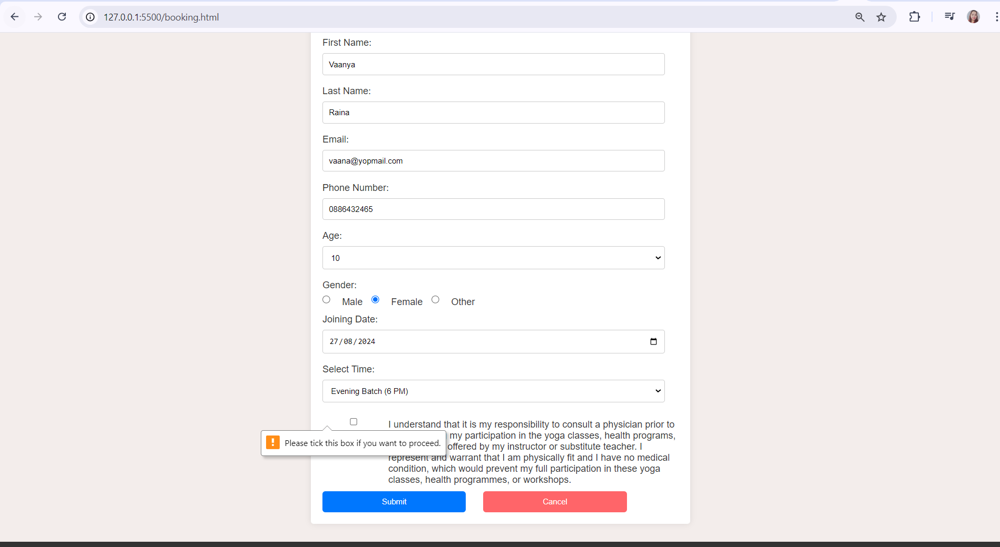 127.0.0.1:5500/booking.html
First Name:
Vaanya
Last Name:
Raina
Email:
vaana@yopmail.com
Phone Number:
0886432465
Age:
10
Gender:
Male Female Other
Joining Date:
27/08/2024
Select Time:
Evening Batch (6 PM)
I understand that it is my responsibility to consult a physician prior to
my participation in the yoga classes, health programs,
Please tick this box if you want to proceed.
offered by my instructor or substitute teacher. I
represent and warrant that I am physically fit and I have no medical
condition, which would prevent my full participation in these yoga
classes, health programmes, or workshops.
Submit Cancel